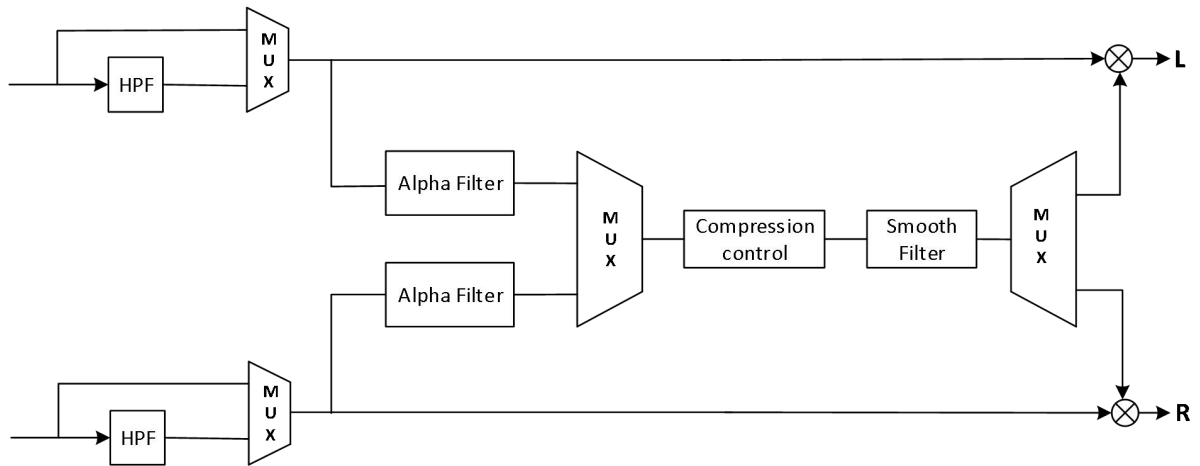 M
U
X
HPF
L
Alpha Filter
M
U
X
Compression
control
Smooth
Filter
M
U
X
Alpha Filter
M
U
X
HPF
R